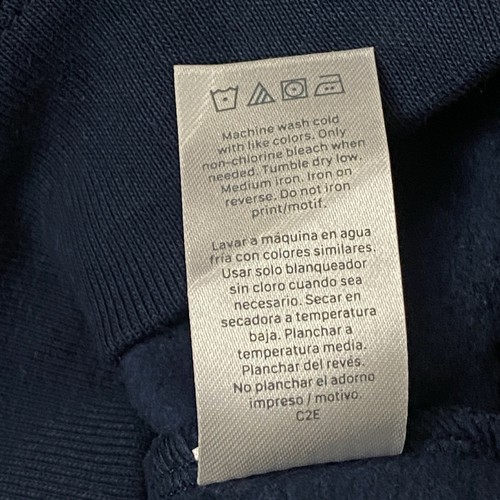 Machine wash cold
with like colors. Only
non-chlorine bleach when
needed. Tumble dry low.
Medium iron. Iron on
reverse. Do not iron
print/motif.
Lavar a máquina en agua
fría con colores similares.
Usar solo blanqueador
sin cloro cuando sea
necesario. Secar en
secadora a temperatura
baja. Planchar a
temperatura media.
Planchar del revés.
No planchar el adorno
impreso / motivo.
C2E